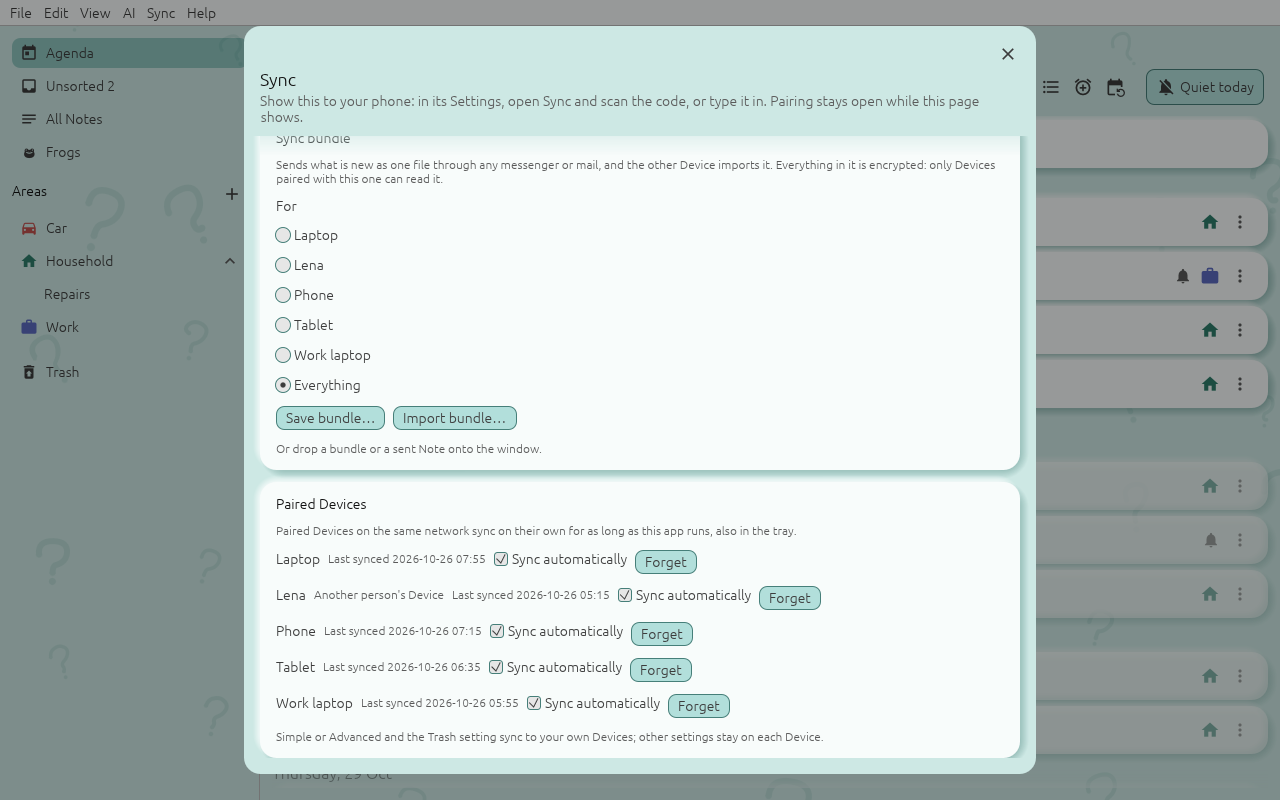 File Edit View AI Sync Help
Agenda
Unsorted 2
All Notes
Frogs
Areas
Car
Household
Repairs
Work
Trash
Quiet today
Sync
Show this to your phone: in its Settings, open Sync and scan the code, or type it in. Pairing stays open while this page
shows.
Sync bundle
Sends what is new as one file through any messenger or mail, and the other Device imports it. Everything in it is encrypted: only Devices
paired with this one can read it.
For
Laptop
Lena
Phone
Tablet
Work laptop
Everything
Save bundle... Import bundle...
Or drop a bundle or a sent Note onto the window.
Paired Devices
Paired Devices on the same network sync on their own for as long as this app runs, also in the tray.
Laptop Last synced 2026-10-26 07:55 Sync automatically Forget
Lena Another person's Device Last synced 2026-10-26 05:15 Sync automatically Forget
Phone Last synced 2026-10-26 07:15 Sync automatically Forget
Tablet Last synced 2026-10-26 06:35 Sync automatically Forget
Work laptop Last synced 2026-10-26 05:55 Sync automatically Forget
Simple or Advanced and the Trash setting sync to your own Devices; other settings stay on each Device.
Thursday, 29 Oct